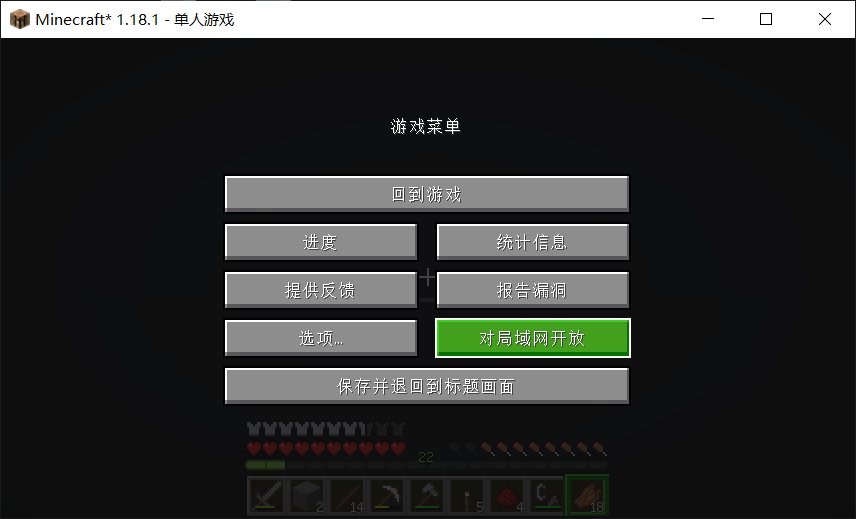 Minecraft* 1.18.1 - 单人游戏
游戏菜单
回到游戏
进度
统计信息
提供反馈
报告漏洞
选项...
对局域网开放
保存并退回到标题画面
22
2
14
5
4
18